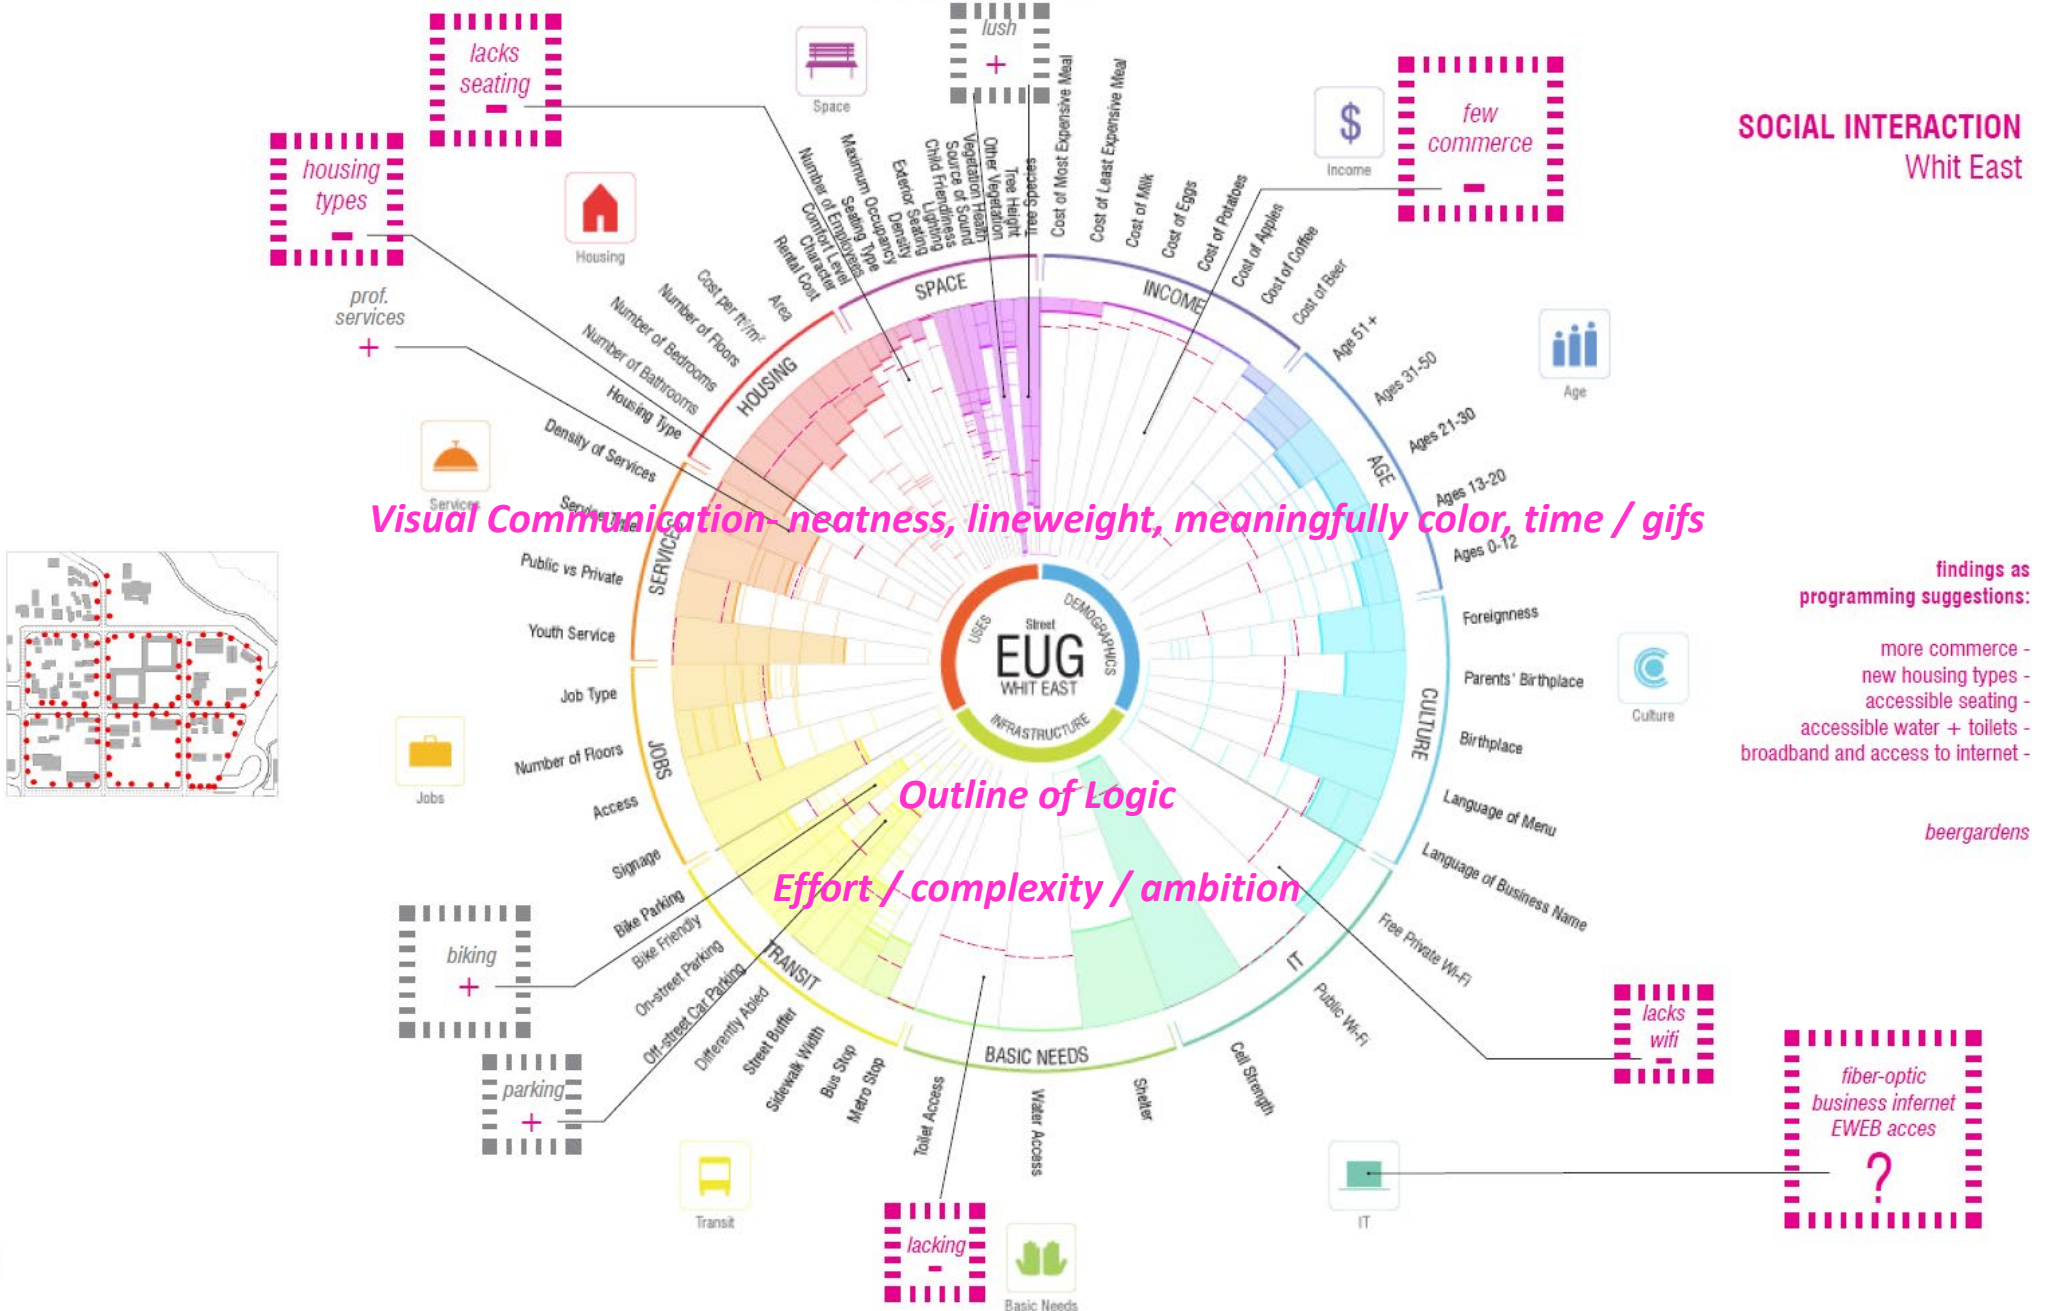 SOCIAL INTERACTION
Whit East
lacks
seating
-
Space
lush
+
few
commerce
-
$
Income
housing
types
-
Housing
prof.
services
+
Services
Age
Rental Cost
Character
Comfort Level
Number of Employees
Seating Type
Maximum Occupancy
Density
Exterior Seating
Lighting
Child Friendliness
Source of Sound
Vegetation Health
Other Vegetation
Tree Height
Tree Species
Cost of Most Expensive Meal
Cost of Least Expensive Meal
Cost of Milk
Cost of Eggs
Cost of Potatoes
Cost of Apples
Cost of Coffee
Cost of Beer
Age 51+
Ages 31-50
Ages 21-30
Ages 13-20
Ages 0-12
Area
Cost per ft²/m²
Number of Floors
Number of Bedrooms
Number of Bathrooms
Housing Type
Density of Services
Service Type
Public vs Private
Youth Service
SPACE
INCOME
HOUSING
AGE
SERVICES
CULTURE
Visual Communication- neatness, lineweight, meaningfully color, time / gifs
USES
DEMOGRAPHICS
INFRASTRUCTURE
Street
EUG
WHIT EAST
Foreignness
Parents' Birthplace
Birthplace
Language of Menu
Language of Business Name
Culture
findings as
programming suggestions:
more commerce -
new housing types -
accessible seating -
accessible water + toilets -
broadband and access to internet -
beergardens
Job Type
Number of Floors
Access
Signage
JOBS
Jobs
Outline of Logic
Effort / complexity / ambition
Bike Parking
Bike Friendly
On-street Parking
Off-street Car Parking
Differently Abled
Street Buffer
Sidewalk Width
Bus Stop
Metro Stop
TRANSIT
BASIC NEEDS
IT
Toilet Access
Water Access
Shelter
Cell Strength
Public Wi-Fi
Free Private Wi-Fi
biking
+
parking
+
Transit
lacking
-
Basic Needs
IT
lacks
wifi
-
fiber-optic
business infernet
EWEB acces
?